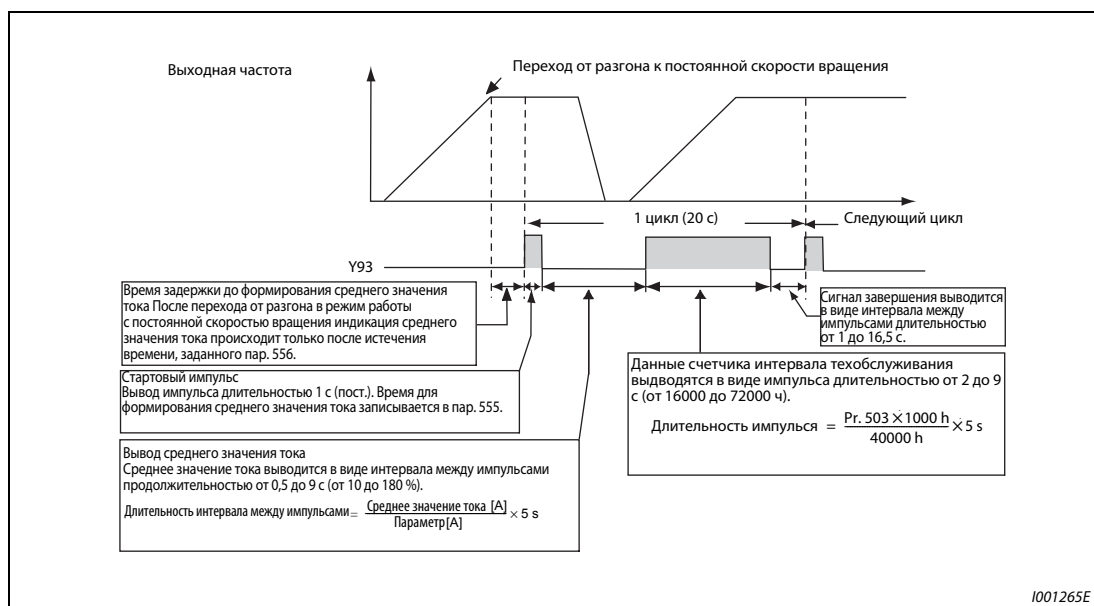 Выходная частота
Переход от разгона к постоянной скорости вращения
1 цикл (20 с)
Следующий цикл
Y93
Время задержки до формирования среднего значения
тока После перехода от разгона в режим работы
с постоянной скоростью вращения индикация среднего
значения тока происходит только после истечения
времени, заданного пар. 556.
Стартовый импульс
Вывод импульса длительностью 1 с (пост.). Время для
формирования среднего значения тока записывается в пар. 555.
Вывод среднего значения тока
Среднее значение тока выводится в виде интервала между импульсами
продолжительностью от 0,5 до 9 с (от 10 до 180 %).
Длительность интервала между импульсами = Среднее значение тока [A] / Параметр[A] × 5 s
Сигнал завершения выводится
в виде интервала между
импульсами длительностью
от 1 до 16,5 с.
Данные счетчика интервала техобслуживания
выдводятся в виде импульса длительностью от 2 до 9
с (от 16000 до 72000 ч).
Длительность импульса = Pr. 503 × 1000 h / 40000 h × 5 s
I001265E